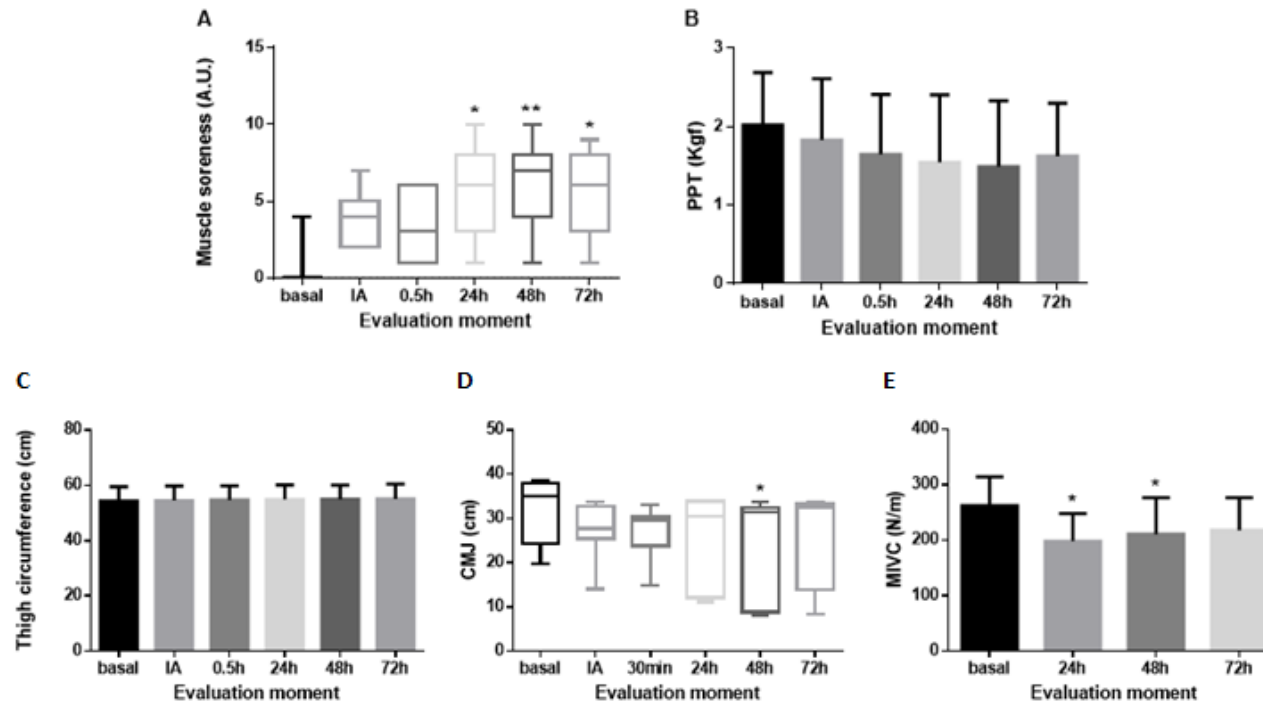 A
Muscle soreness (A.U.)
15
10
5
0
*
**
*
basal IA 0.5h 24h 48h 72h
Evaluation moment
B
PPT (Kgf)
3
2
1
0
basal IA 0.5h 24h 48h 72h
Evaluation moment
C
Thigh circumference (cm)
80
60
40
20
0
basal IA 0.5h 24h 48h 72h
Evaluation moment
D
CMJ (cm)
50
40
30
20
10
0
*
basal IA 30min 24h 48h 72h
Evaluation moment
E
MIVC (N/m)
400
300
200
100
0
*
*
basal 24h 48h 72h
Evaluation moment